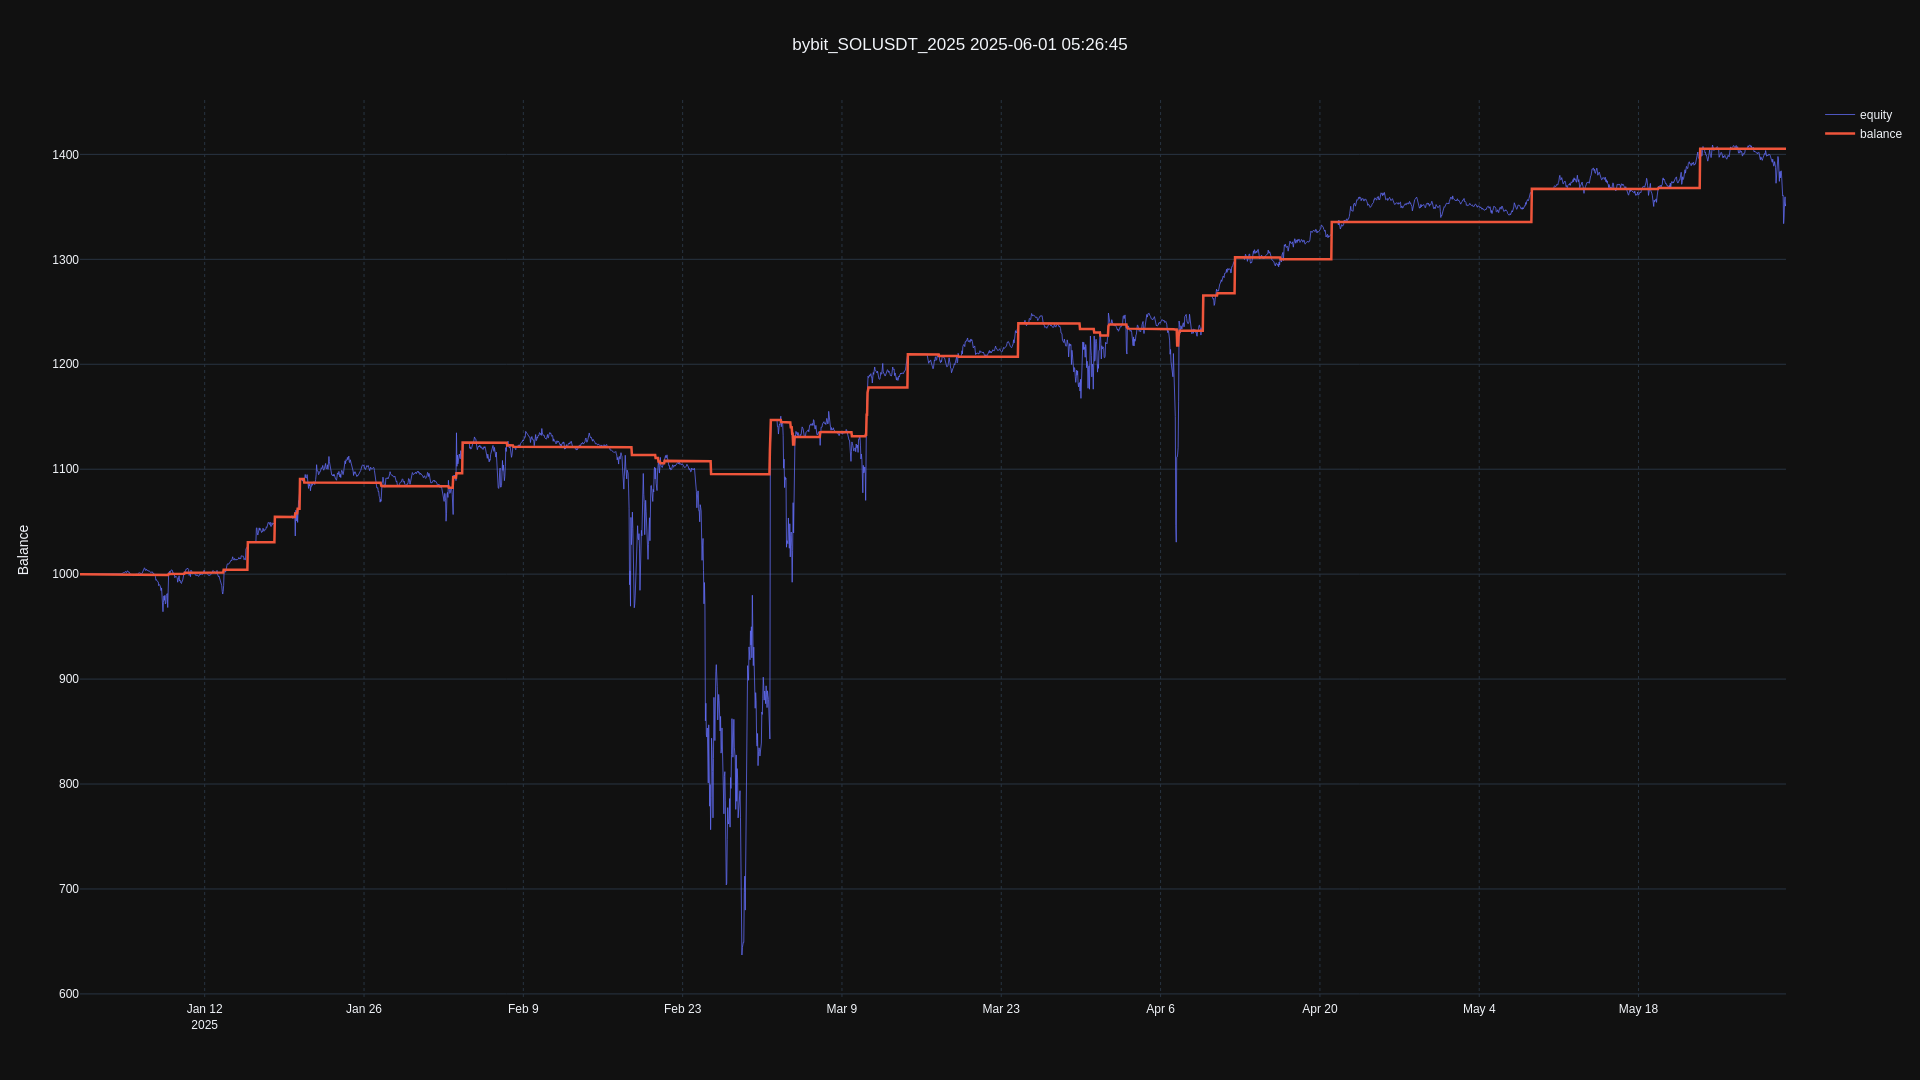 bybit_SOLUSDT_2025 2025-06-01 05:26:45
equity
balance
Balance
1400
1300
1200
1100
1000
900
800
700
600
Jan 12
2025
Jan 26
Feb 9
Feb 23
Mar 9
Mar 23
Apr 6
Apr 20
May 4
May 18